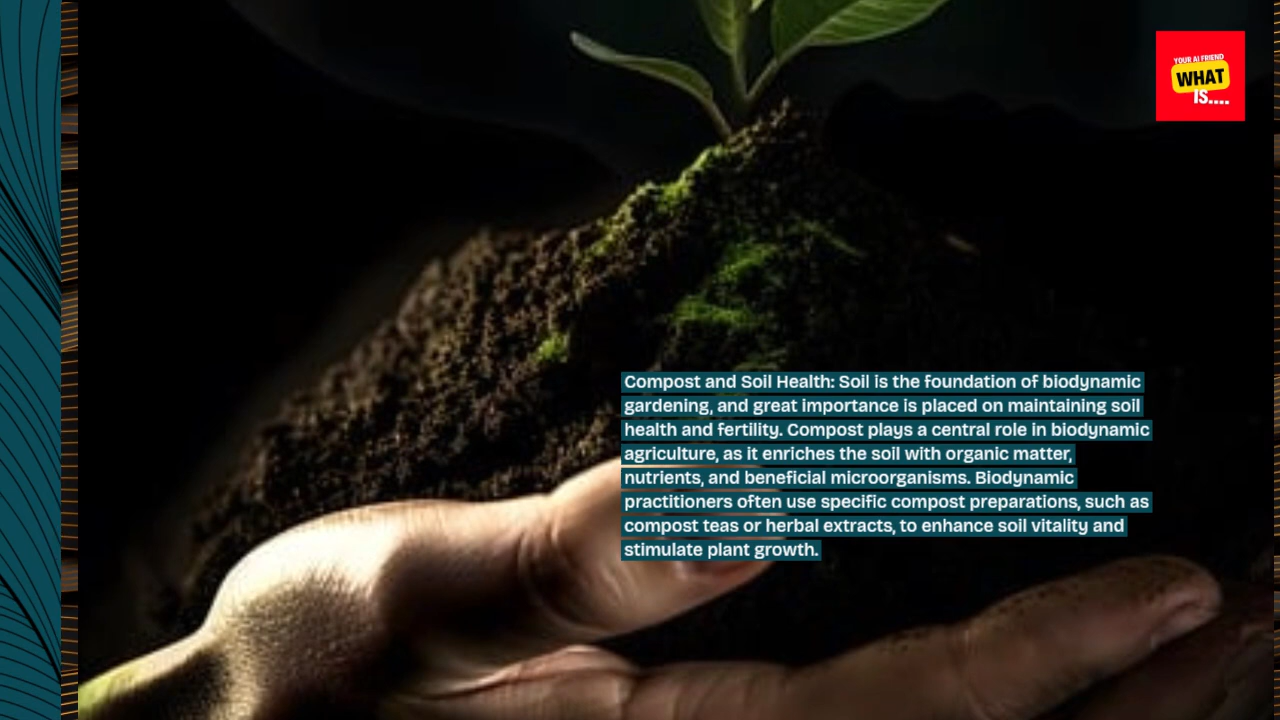 YOUR AI FRIEND
WHAT
IS....
Compost and Soil Health: Soil is the foundation of biodynamic
gardening, and great importance is placed on maintaining soil
health and fertility. Compost plays a central role in biodynamic
agriculture, as it enriches the soil with organic matter,
nutrients, and beneficial microorganisms. Biodynamic
practitioners often use specific compost preparations, such as
compost teas or herbal extracts, to enhance soil vitality and
stimulate plant growth.